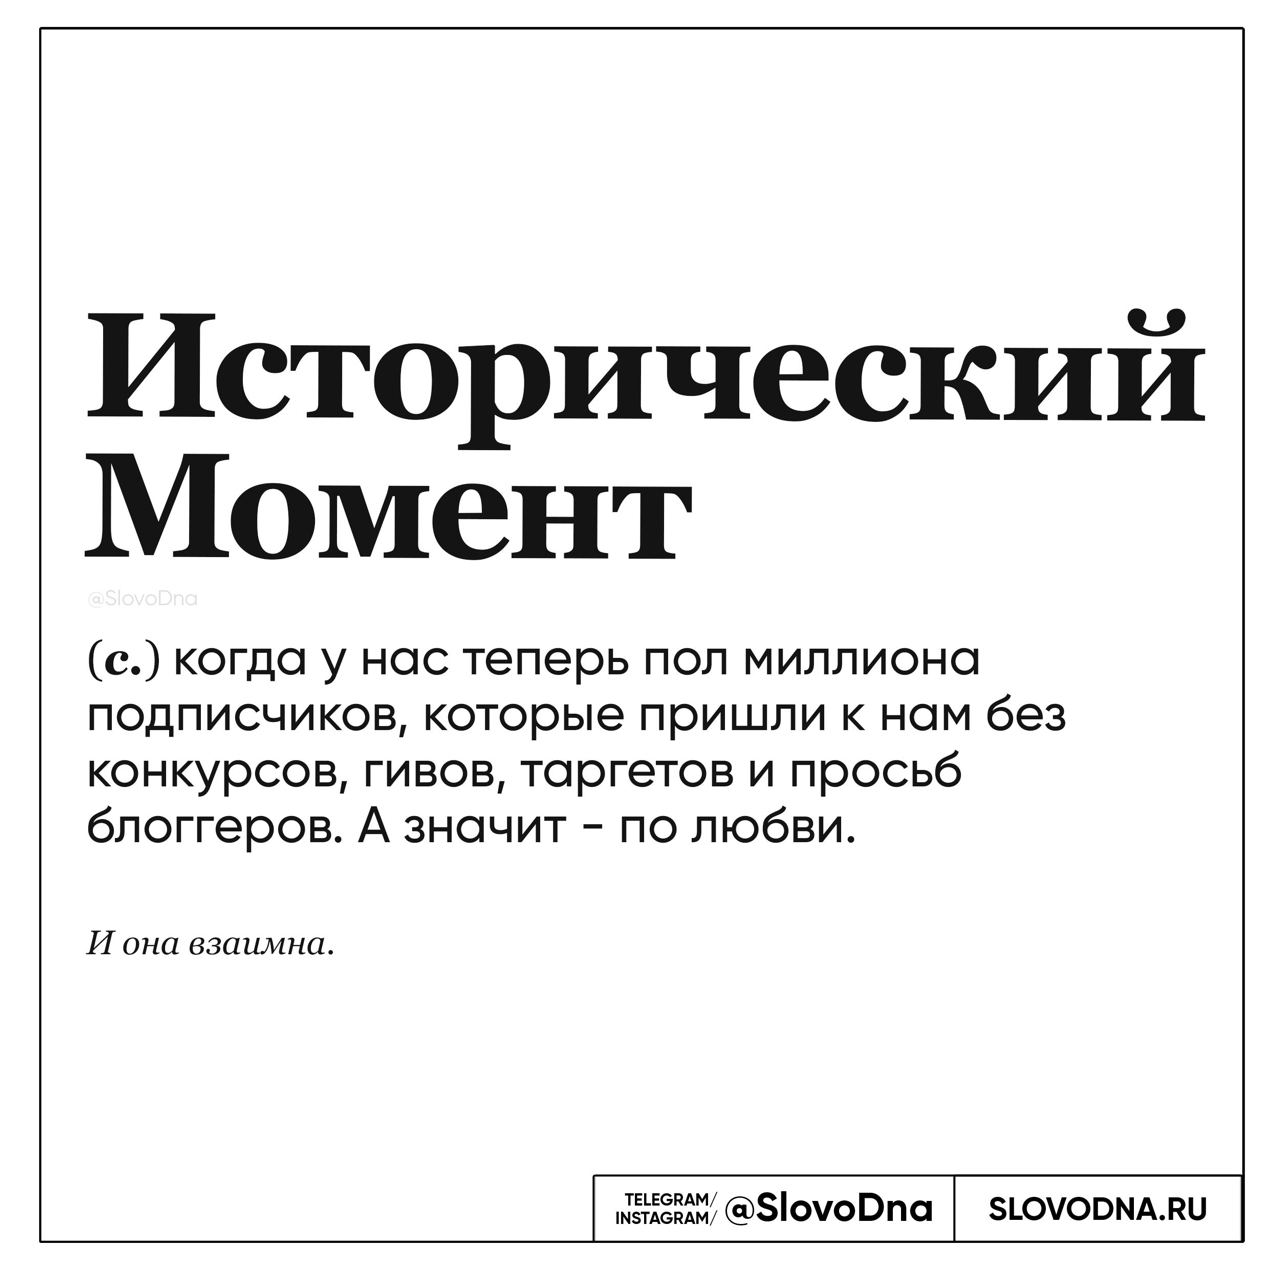 Исторический
Момент
@SlovoDna
(с.) когда у нас теперь пол миллиона
подписчиков, которые пришли к нам без
конкурсов, гивов, таргетов и просьб
блоггеров. А значит - по любви.
И она взаимна.
TELEGRAM/
INSTAGRAM/
@SlovoDna
SLOVODNA.RU